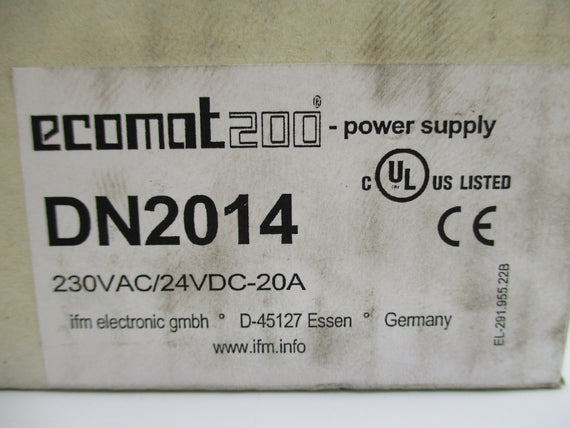 ecomat200® - power supply
C UL US LISTED
DN2014
CE
230VAC/24VDC-20A
ifm electronic gmbh ° D-45127 Essen ° Germany
www.ifm.info
EL-291.955.22B